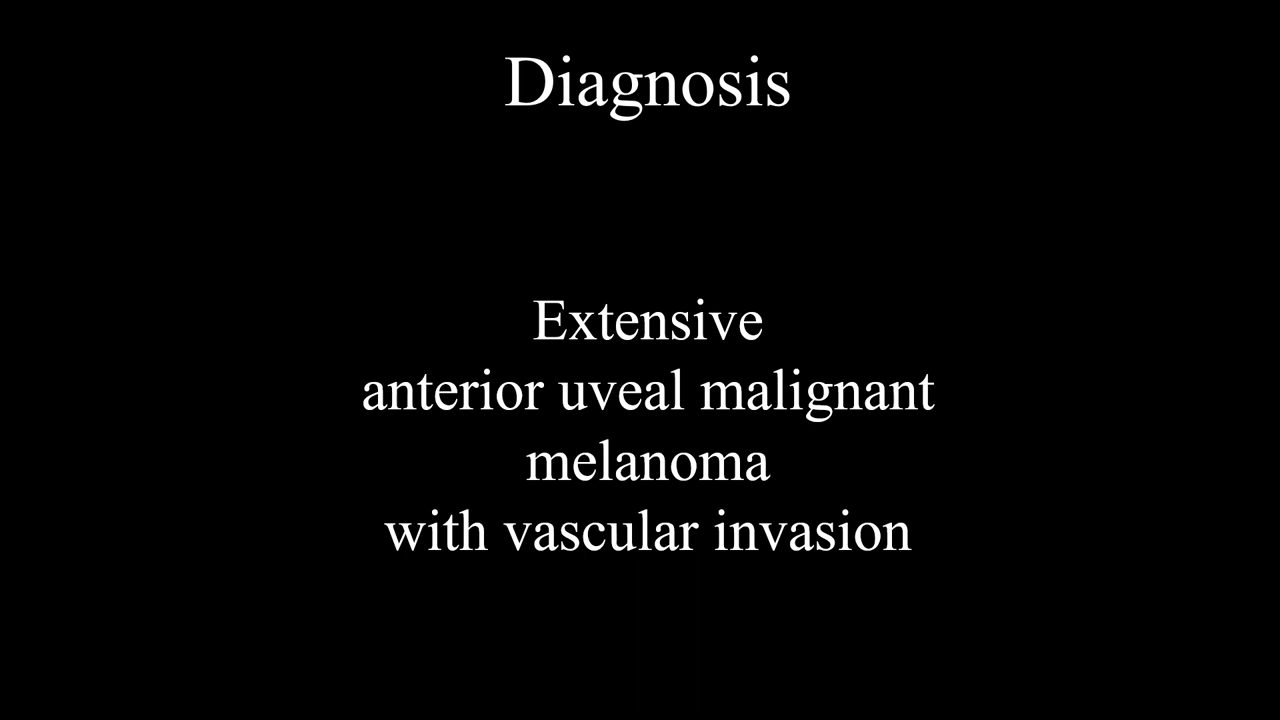 Diagnosis
Extensive
anterior uveal malignant
melanoma
with vascular invasion